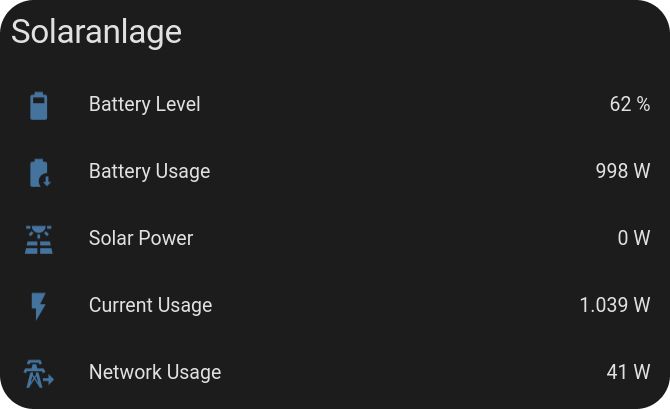 Solaranlage
Battery Level 62 %
Battery Usage 998 W
Solar Power 0 W
Current Usage 1.039 W
Network Usage 41 W